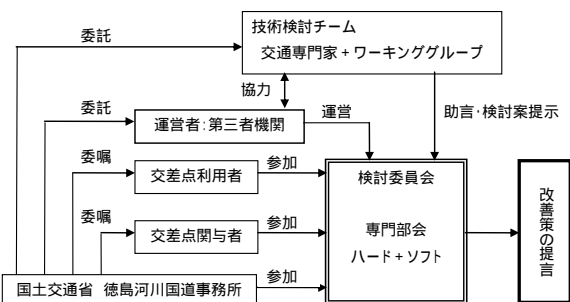 技術検討チーム
交通専門家+ワーキンググループ
委託
協力
委託
運営者:第三者機関
運営
助言・検討案提示
委嘱
交差点利用者
参加
検討委員会
専門部会
ハード+ソフト
委嘱
交差点関与者
参加
改善策の提言
国土交通省 徳島河川国道事務所
参加